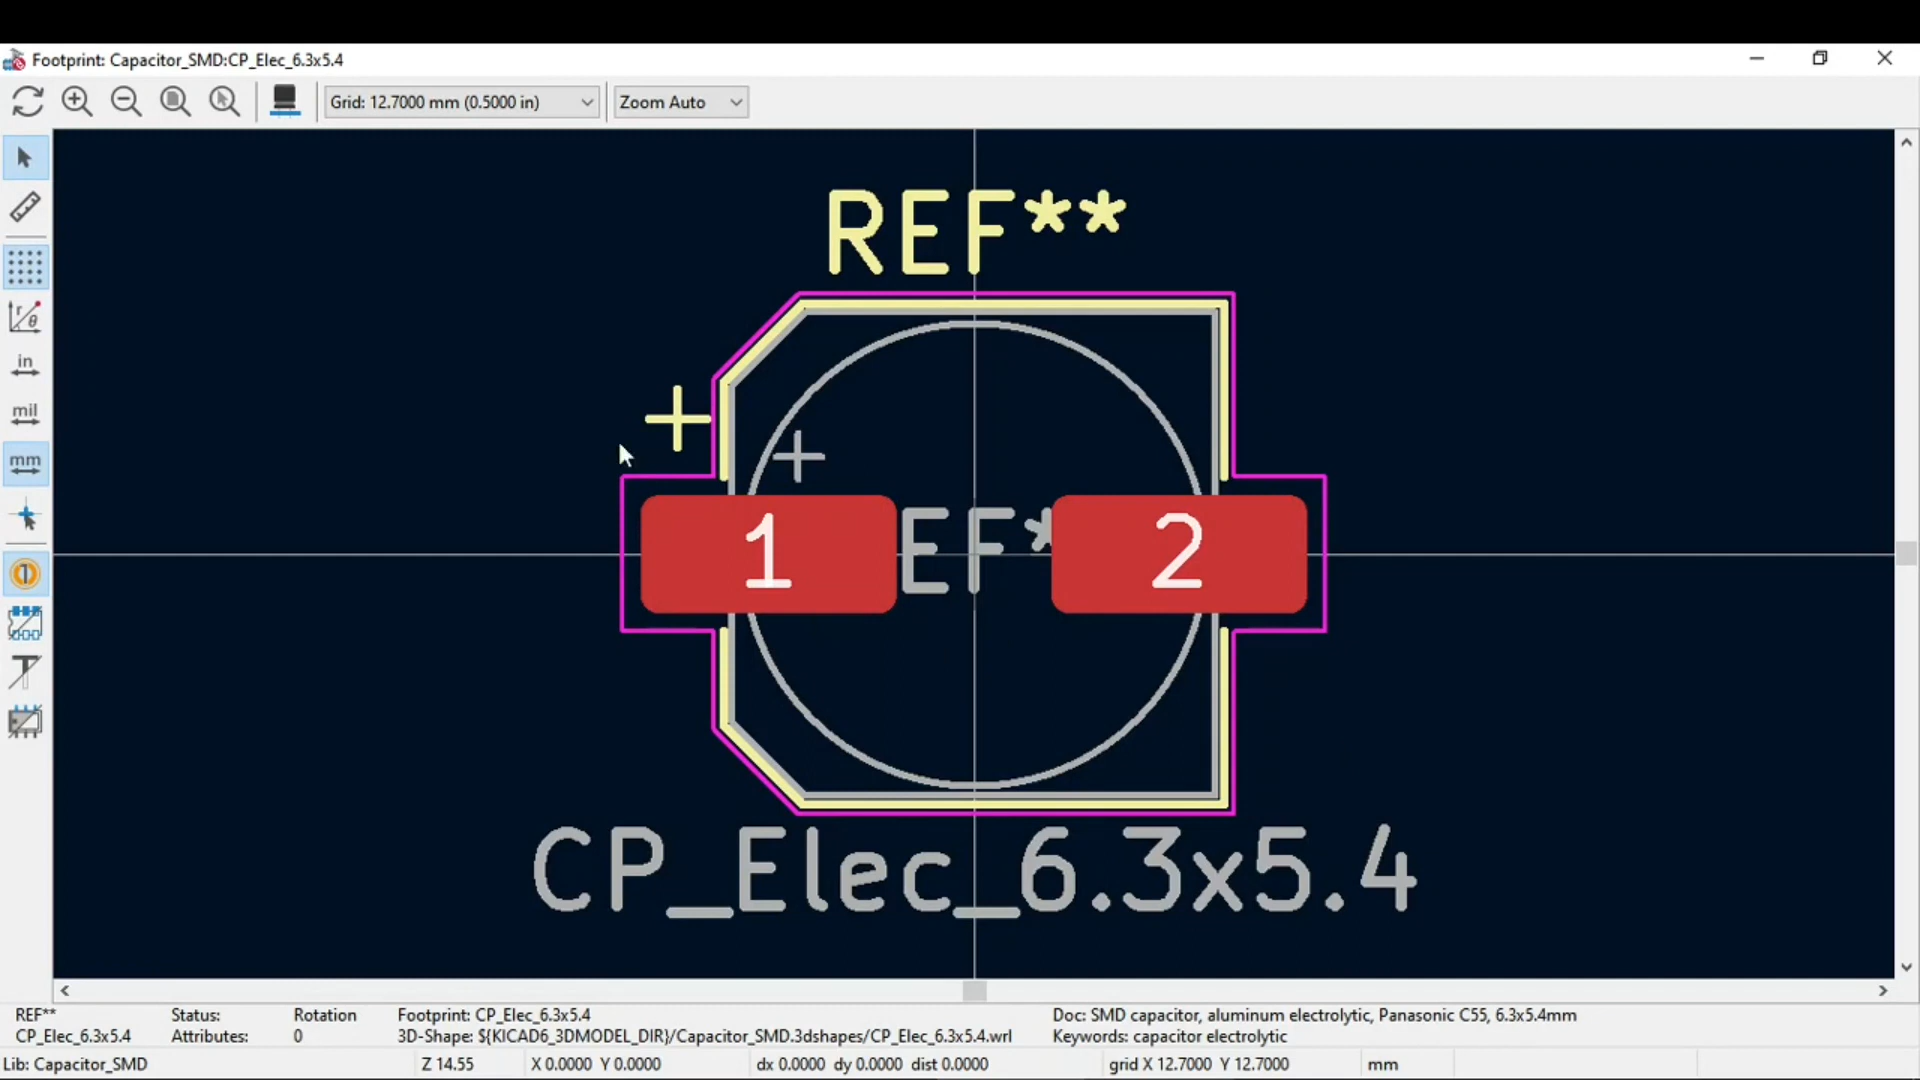 Footprint: Capacitor_SMD:CP_Elec_6.3x5.4
Grid: 12.7000 mm (0.5000 in)
Zoom Auto
in
mil
mm
REF**
1
EF*
2
CP_Elec_6.3x5.4
REF**
CP_Elec_6.3x5.4
Status:
Attributes:
Rotation
0
Footprint: CP_Elec_6.3x5.4
3D-Shape: ${KICAD6_3DMODEL_DIR}/Capacitor_SMD.3dshapes/CP_Elec_6.3x5.4.wrl
Doc: SMD capacitor, aluminum electrolytic, Panasonic C55, 6.3x5.4mm
Keywords: capacitor electrolytic
Lib: Capacitor_SMD
Z 14.55
X 0.0000 Y 0.0000
dx 0.0000 dy 0.0000 dist 0.0000
grid X 12.7000 Y 12.7000
mm